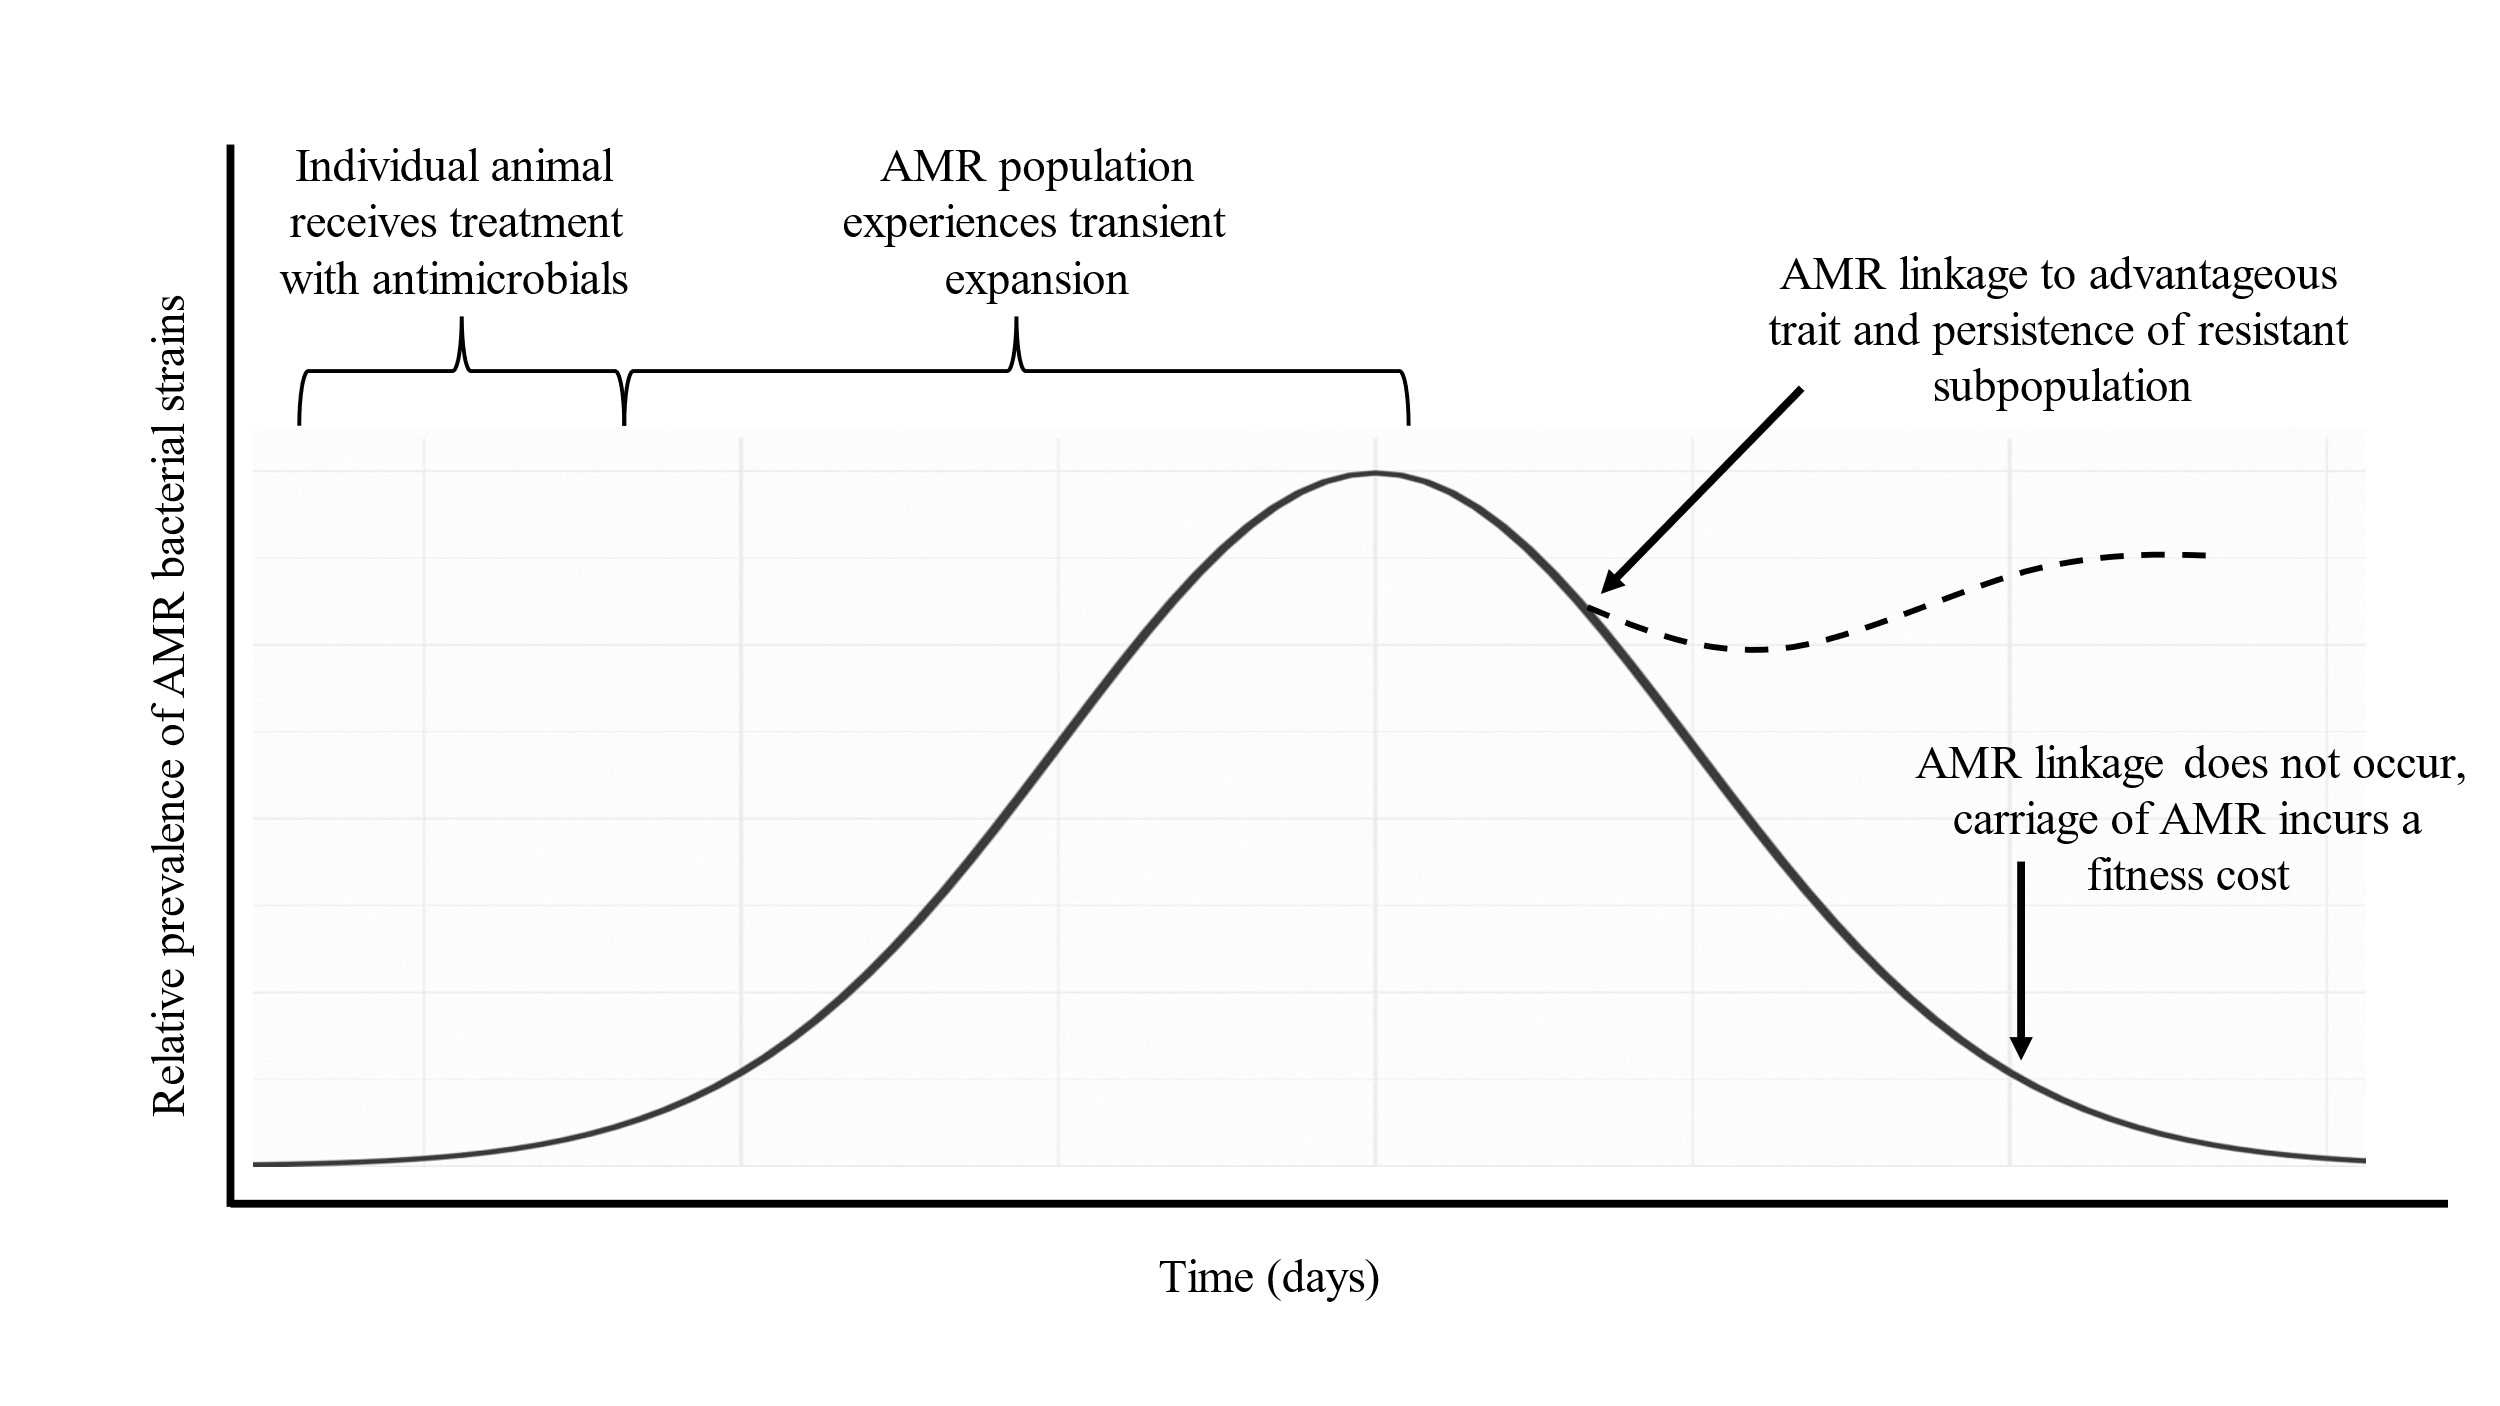 Individual animal
receives treatment
with antimicrobials
AMR population
experiences transient
expansion
AMR linkage to advantageous
trait and persistence of resistant
subpopulation
AMR linkage does not occur,
carriage of AMR incurs a
fitness cost
Relative prevalence of AMR bacterial strains
Time (days)